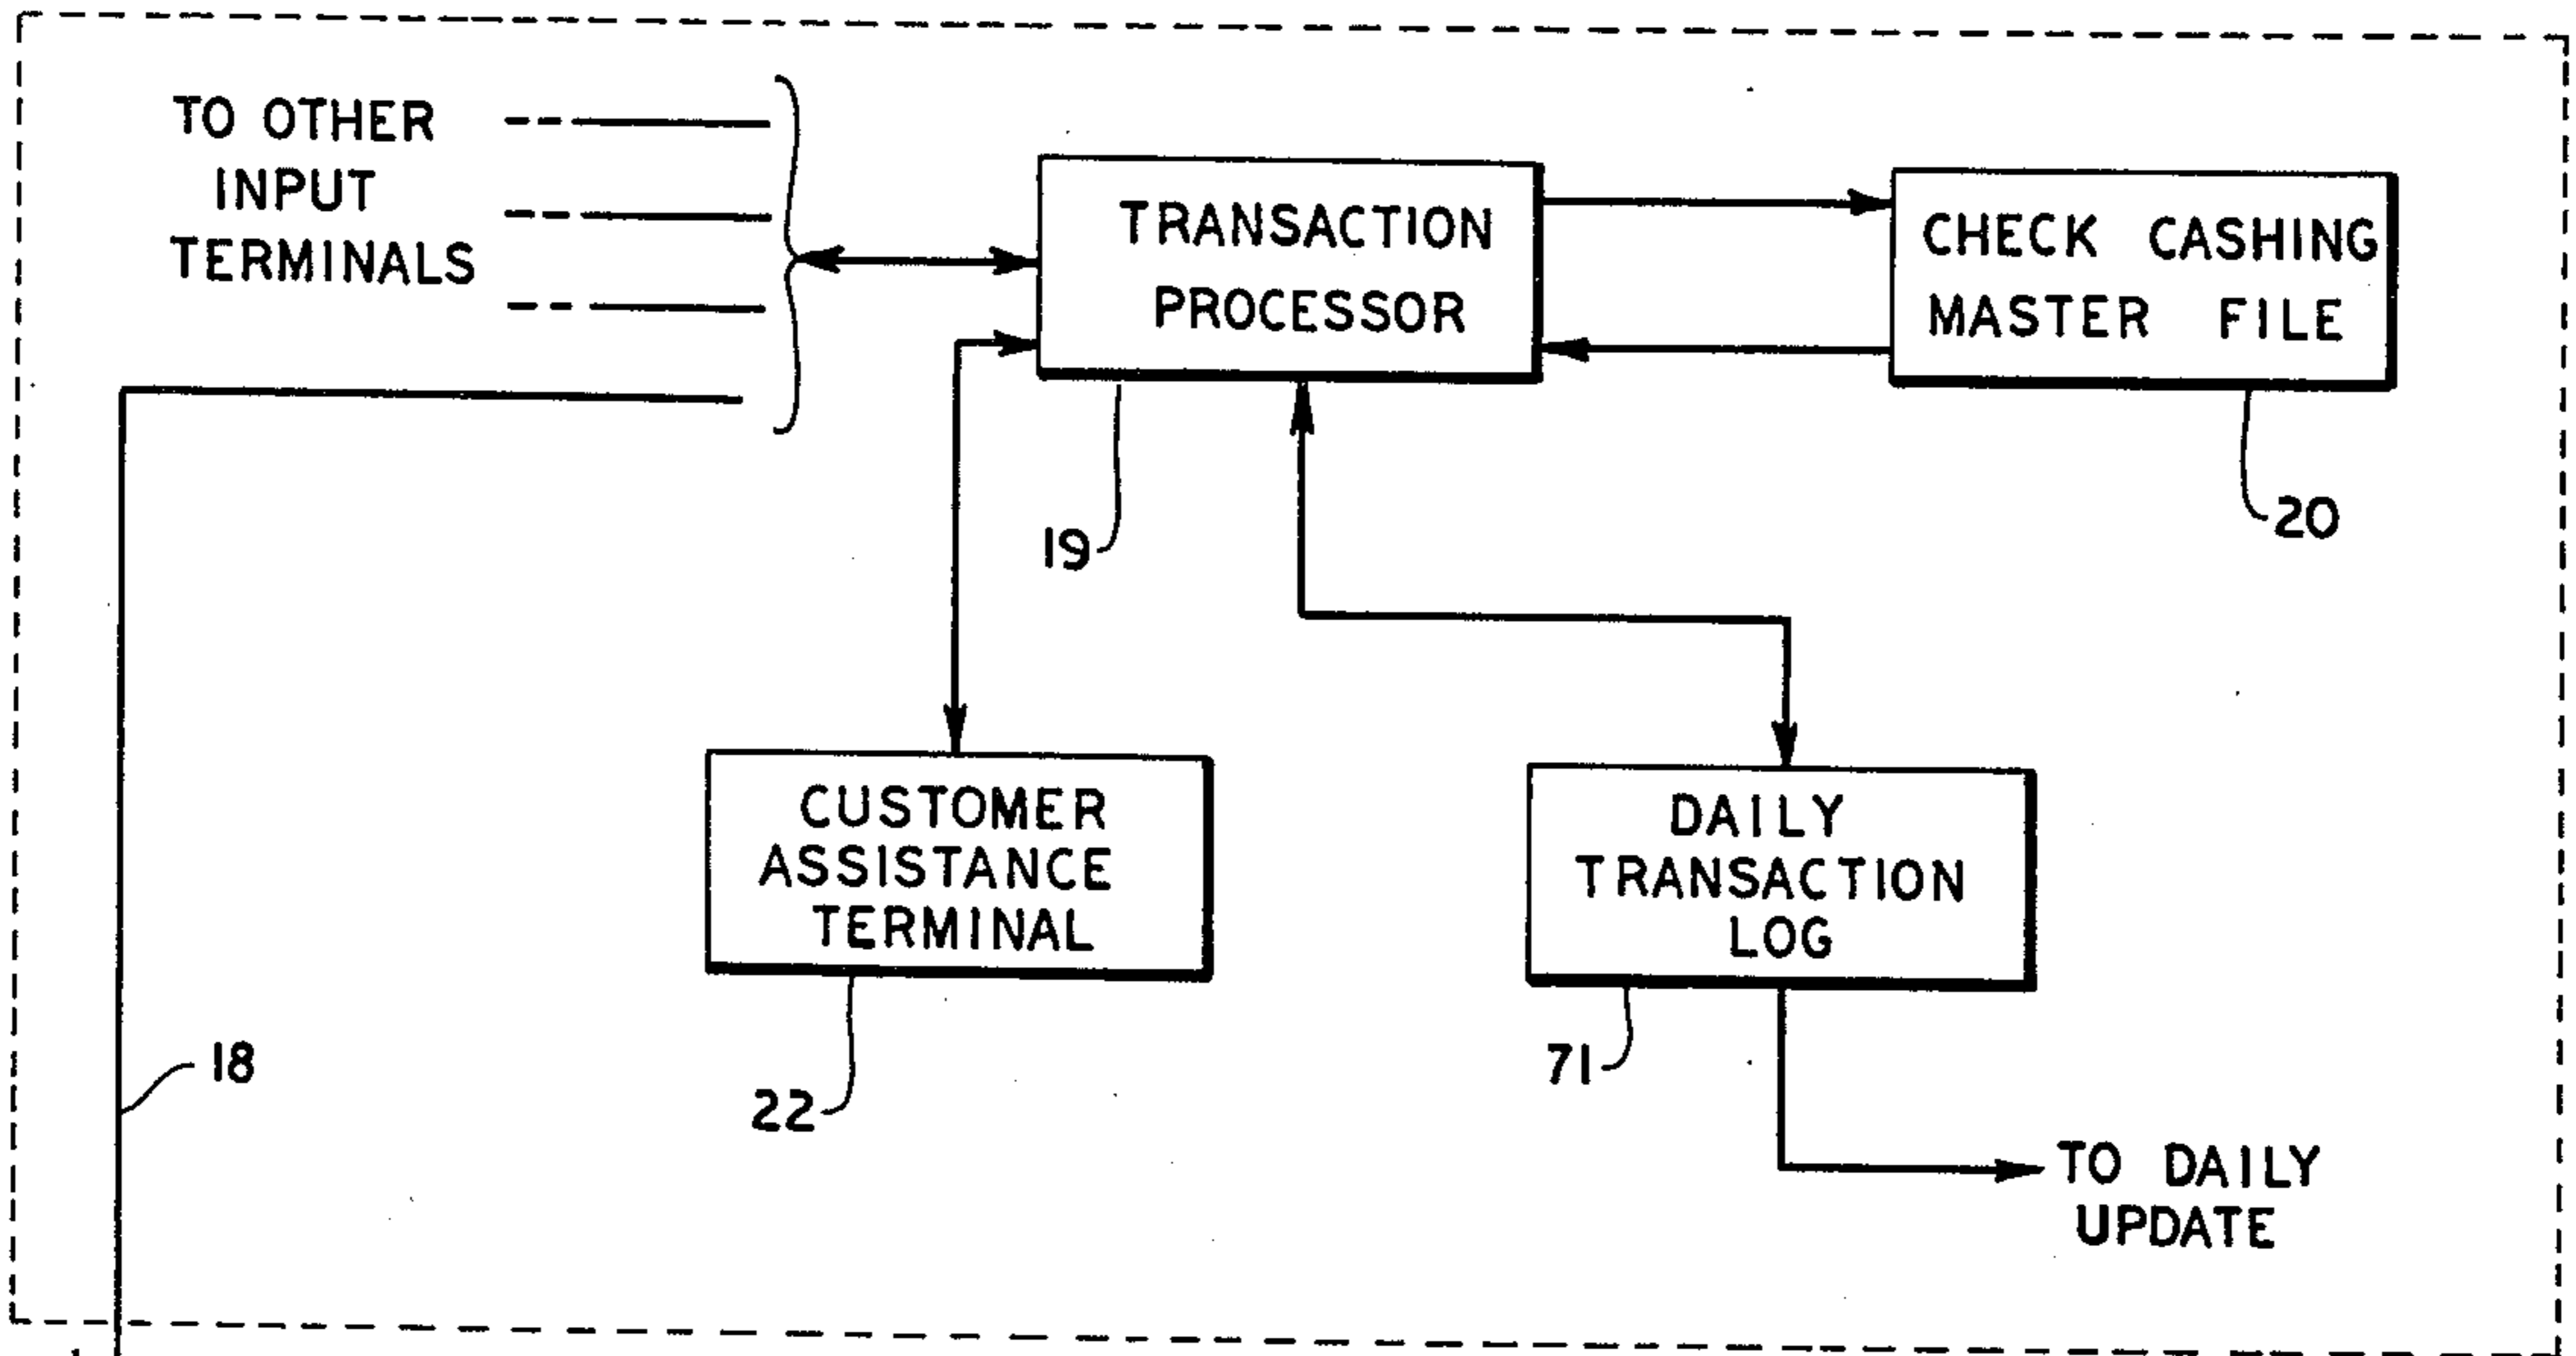 TO OTHER
INPUT
TERMINALS
TRANSACTION
PROCESSOR
CHECK CASHING
MASTER FILE
19
20
CUSTOMER
ASSISTANCE
TERMINAL
DAILY
TRANSACTION
LOG
18
22
71
TO DAILY
UPDATE